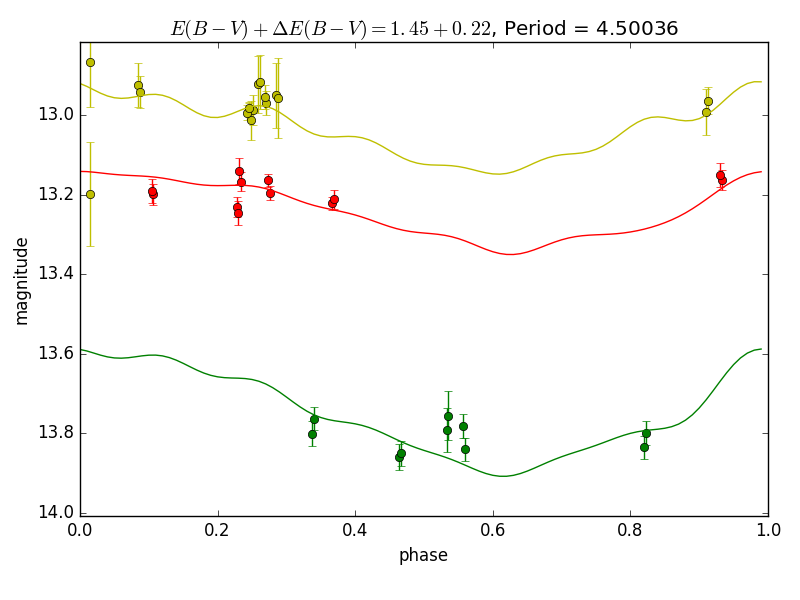 E(B − V) + ΔE(B − V) = 1.45 + 0.22, Period = 4.50036
13.0
13.2
13.4
13.6
13.8
14.0
magnitude
0.0 0.2 0.4 0.6 0.8 1.0
phase